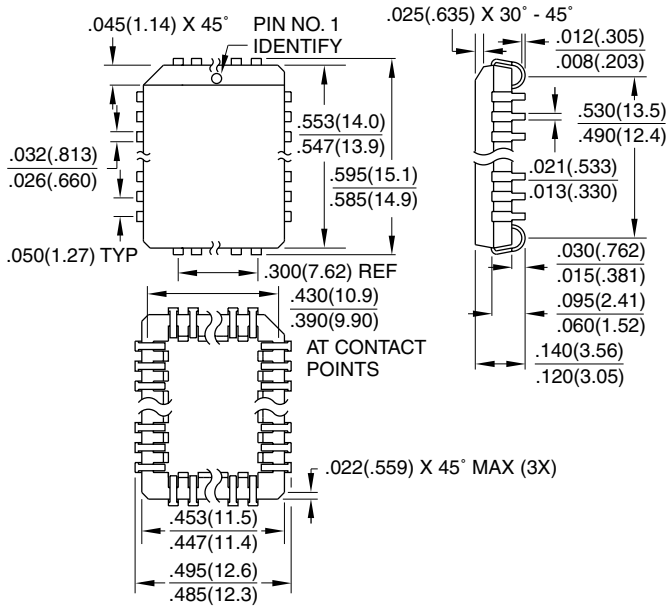 .045(1.14) X 45°
PIN NO. 1
IDENTIFY
.025(.635) X 30° - 45°
.012(.305)
.008(.203)
.553(14.0)
.547(13.9)
.530(13.5)
.490(12.4)
.032(.813)
.026(.660)
.595(15.1)
.585(14.9)
.021(.533)
.013(.330)
.050(1.27) TYP
.300(7.62) REF
.030(.762)
.015(.381)
.430(10.9)
.390(9.90)
AT CONTACT
POINTS
.095(2.41)
.060(1.52)
.140(3.56)
.120(3.05)
.022(.559) X 45° MAX (3X)
.453(11.5)
.447(11.4)
.495(12.6)
.485(12.3)